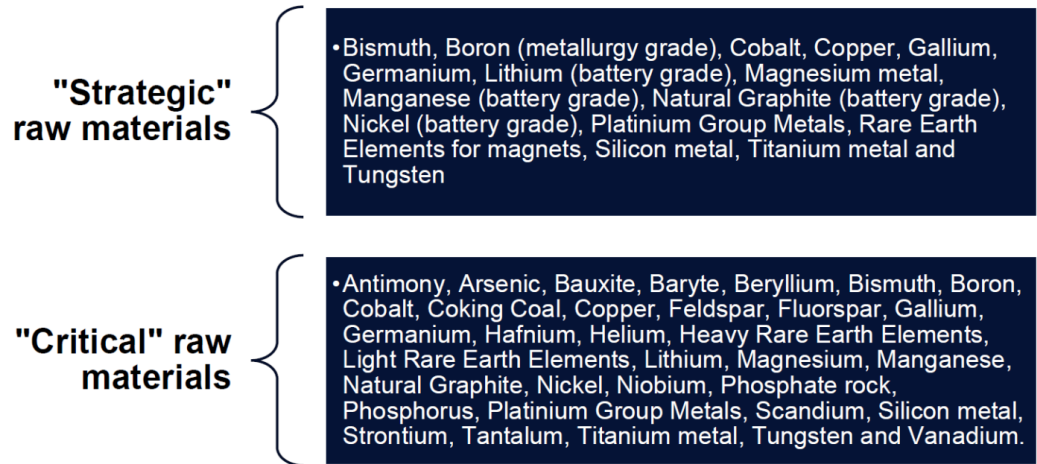 "Strategic"
raw materials
•Bismuth, Boron (metallurgy grade), Cobalt, Copper, Gallium,
Germanium, Lithium (battery grade), Magnesium metal,
Manganese (battery grade), Natural Graphite (battery grade),
Nickel (battery grade), Platinium Group Metals, Rare Earth
Elements for magnets, Silicon metal, Titanium metal and
Tungsten
"Critical" raw
materials
•Antimony, Arsenic, Bauxite, Baryte, Beryllium, Bismuth, Boron,
Cobalt, Coking Coal, Copper, Feldspar, Fluorspar, Gallium,
Germanium, Hafnium, Helium, Heavy Rare Earth Elements,
Light Rare Earth Elements, Lithium, Magnesium, Manganese,
Natural Graphite, Nickel, Niobium, Phosphate rock,
Phosphorus, Platinium Group Metals, Scandium, Silicon metal,
Strontium, Tantalum, Titanium metal, Tungsten and Vanadium.